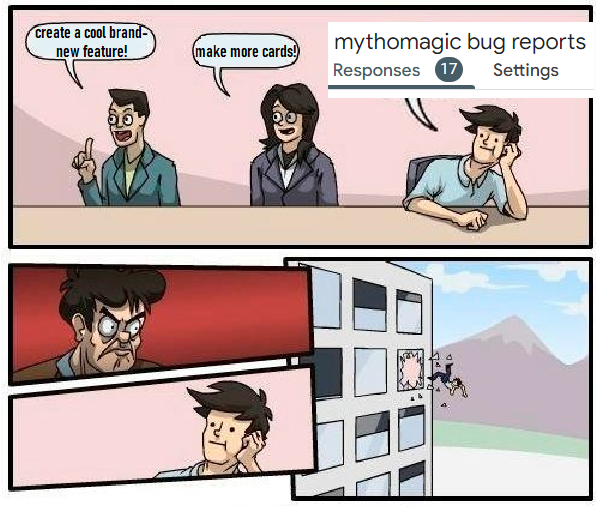 create a cool brand-
new feature!
make more cards!
mythomagic bug reports
Responses 17 Settings